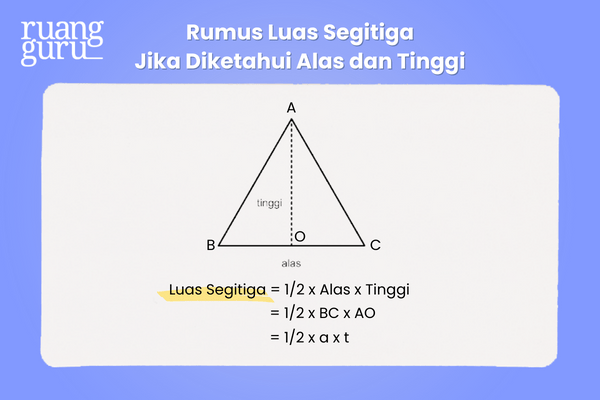 ruang
guru
Rumus Luas Segitiga
Jika Diketahui Alas dan Tinggi
A
tinggi
B
O
C
alas
Luas Segitiga = 1/2 x Alas x Tinggi
= 1/2 x BC x AO
= 1/2 x a x t